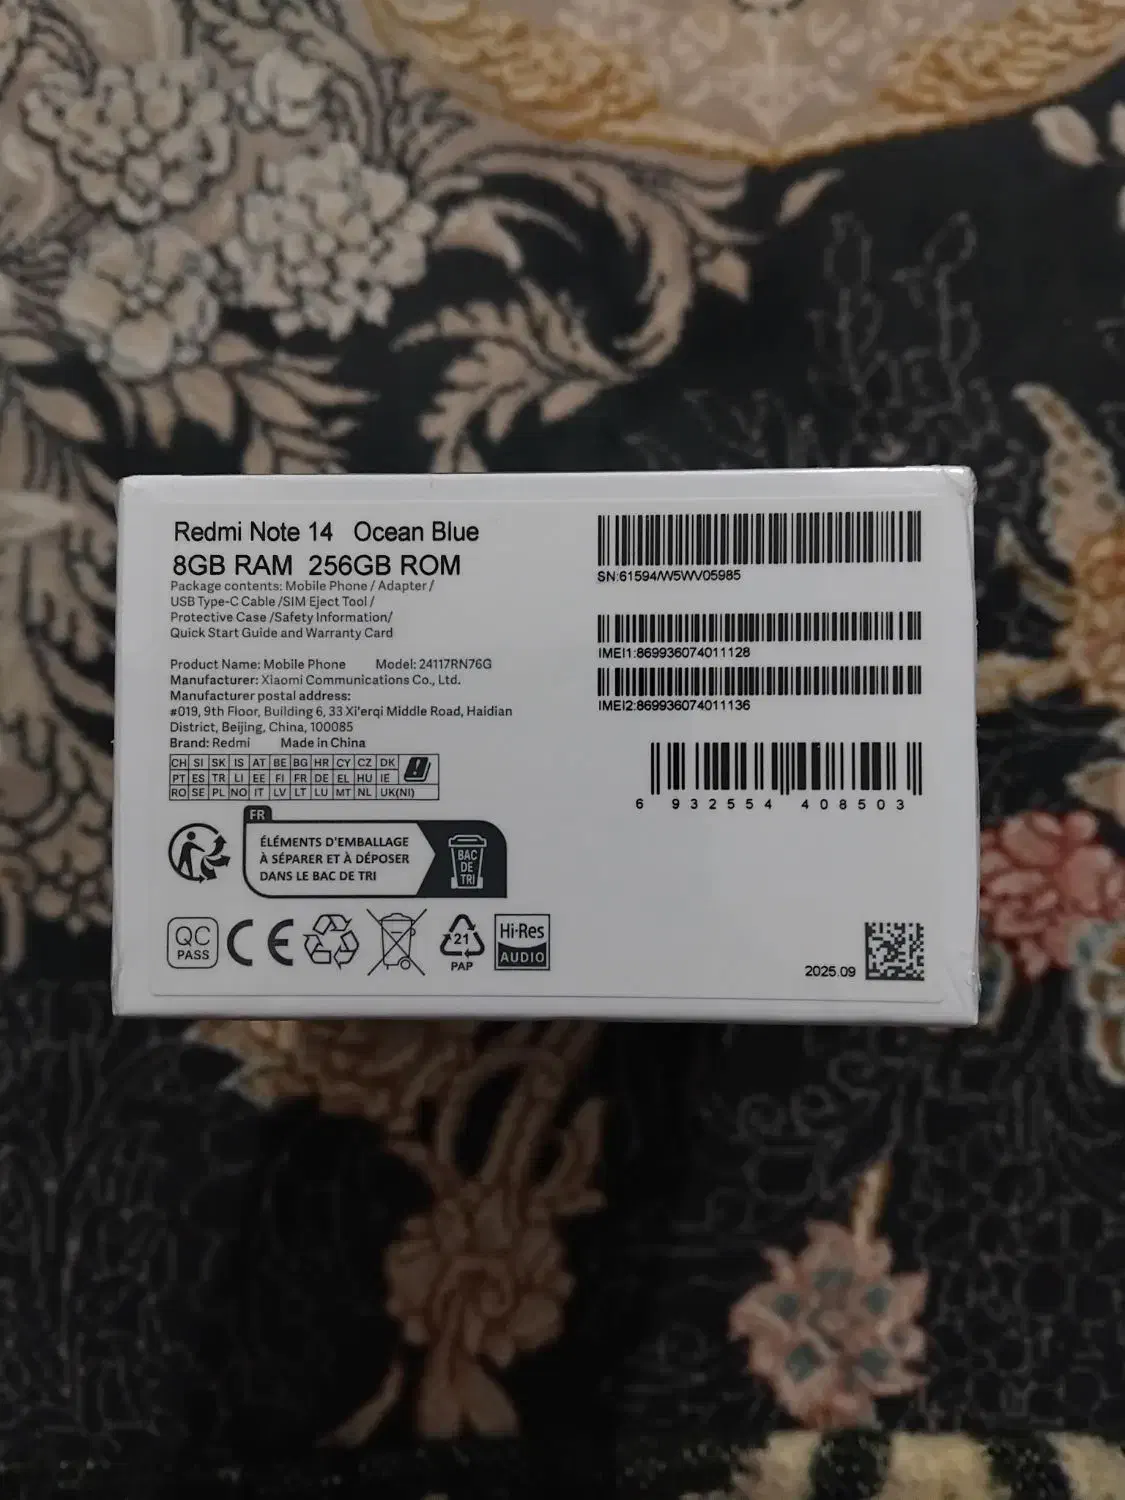 Redmi Note 14 Ocean Blue
8GB RAM 256GB ROM
Package contents: Mobile Phone / Adapter /
USB Type-C Cable /SIM Eject Tool /
Protective Case /Safety Information/
Quick Start Guide and Warranty Card
Product Name: Mobile Phone Model: 24117RN76G
Manufacturer: Xiaomi Communications Co., Ltd.
Manufacturer postal address:
#019, 9th Floor, Building 6, 33 Xi'erqi Middle Road, Haidian
District, Beijing, China, 100085
Brand: Redmi Made in China
CH SI SK IS AT BE BG HR CY CZ DK
PT ES TR LI EE FI FR DE EL HU IE
RO SE PL NO IT LV LT LU MT NL UK(NI)
FR
ÉLÉMENTS D'EMBALLAGE
À SÉPARER ET À DÉPOSER
DANS LE BAC DE TRI
BAC
DE
TRI
QC
PASS
CE
21
PAP
Hi-Res
AUDIO
SN:61594/W5WV05985
IMEI1:869936074011128
IMEI2:869936074011136
6 932554 408503
2025.09